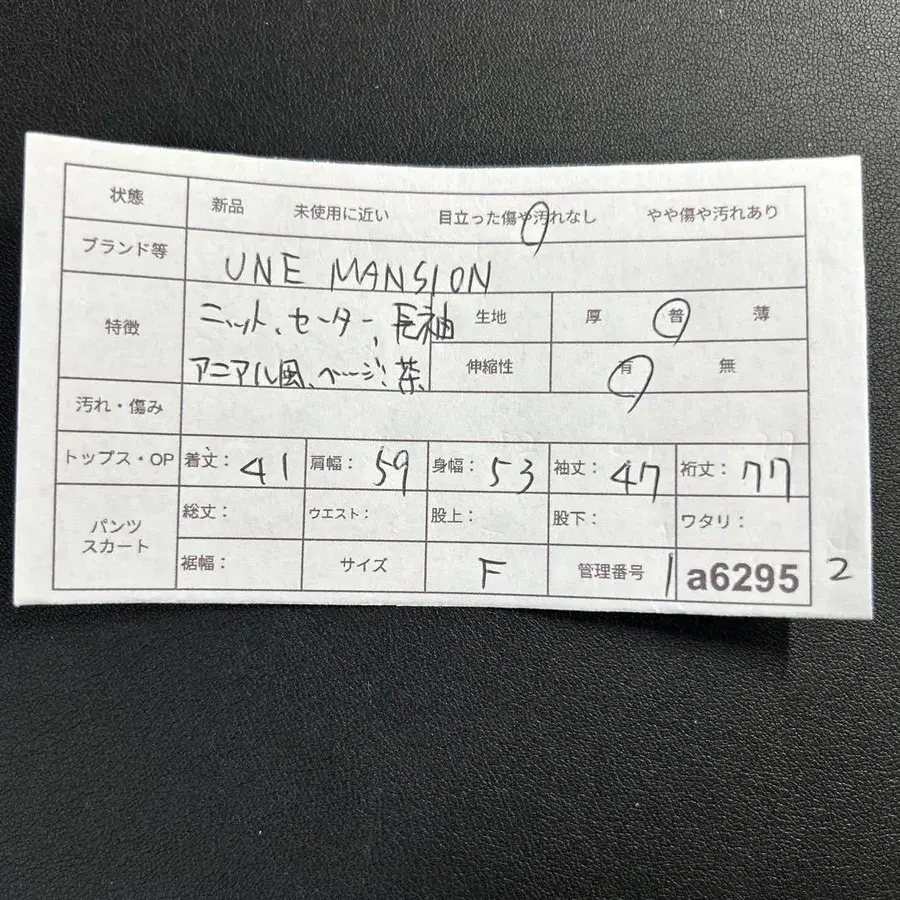 状態 新品 未使用に近い 目立った傷や汚れなし やや傷や汚れあり
ブランド等 UNE MANSION
特徴 ニット、セーター、長袖 生地 厚 普 薄
アニアル風、ベージ、茶 伸縮性 有 無
汚れ・傷み
トップス・OP 着丈: 41 肩幅: 59 身幅: 53 袖丈: 47 裄丈: 77
パンツ スカート 総丈: ウエスト: 股上: 股下: ワタリ:
裾幅: サイズ F 管理番号 1 a6295 2